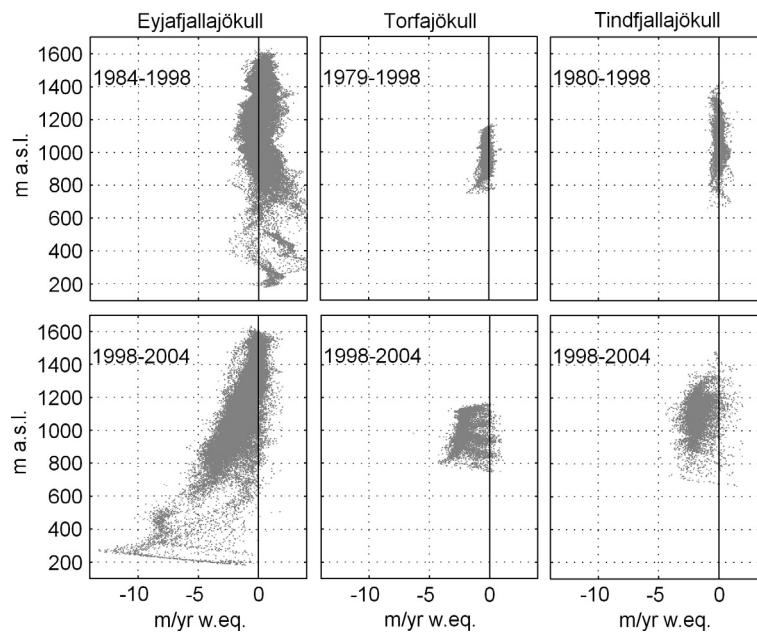 Eyjafjallajökull
Torfajökull
Tindfjallajökull
1984-1998
1979-1998
1980-1998
m a.s.l.
1600
1400
1200
1000
800
600
400
200
1998-2004
1998-2004
1998-2004
m a.s.l.
1600
1400
1200
1000
800
600
400
200
-10 -5 0
-10 -5 0
-10 -5 0
m/yr w.eq.
m/yr w.eq.
m/yr w.eq.